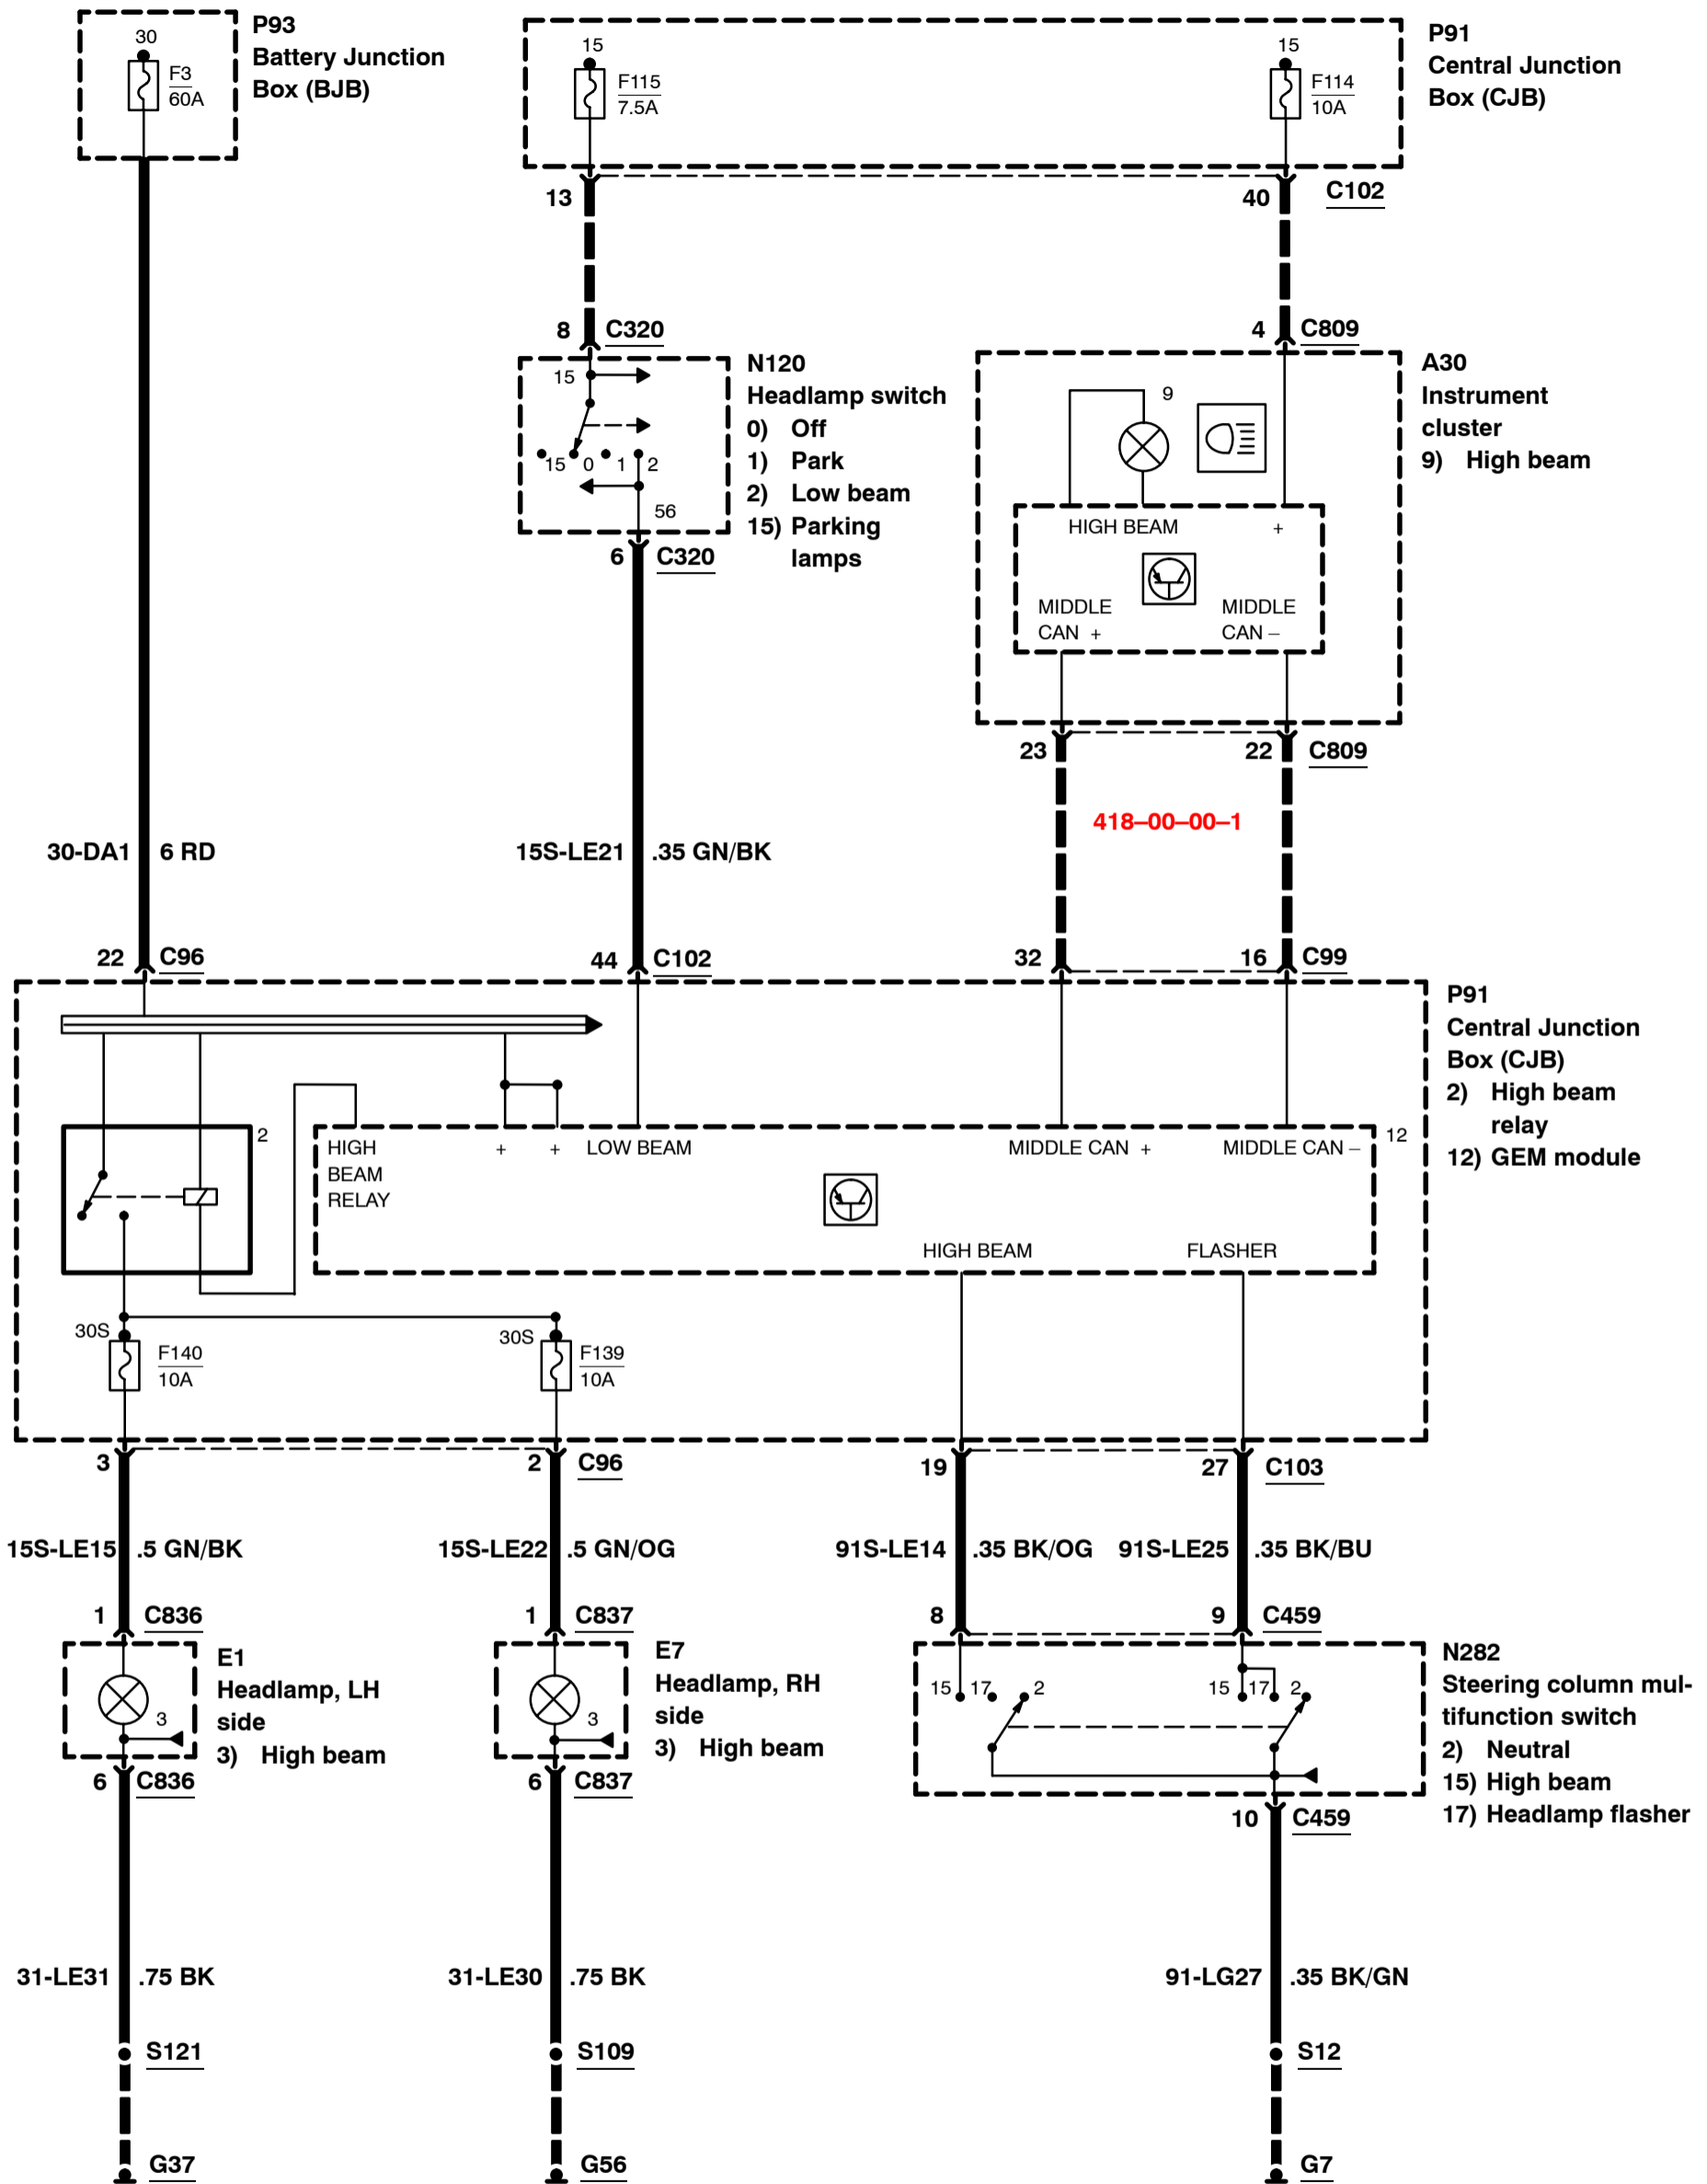 30
F3
60A
P93
Battery Junction
Box (BJB)
15
F115
7.5A
15
F114
10A
P91
Central Junction
Box (CJB)
13
40
C102
8
C320
4
C809
15
15
0
1
2
56
N120
Headlamp switch
0) Off
1) Park
2) Low beam
15) Parking
lamps
6
C320
9
HIGH BEAM
+
MIDDLE
CAN +
MIDDLE
CAN –
A30
Instrument
cluster
9) High beam
23
22
C809
418–00–00–1
30-DA1
6 RD
15S-LE21
.35 GN/BK
22
C96
44
C102
32
16
C99
P91
Central Junction
Box (CJB)
2) High beam
relay
12) GEM module
2
HIGH
BEAM
RELAY
+
+
LOW BEAM
MIDDLE CAN +
MIDDLE CAN –
12
HIGH BEAM
FLASHER
30S
F140
10A
30S
F139
10A
3
2
C96
19
27
C103
15S-LE15
.5 GN/BK
15S-LE22
.5 GN/OG
91S-LE14
.35 BK/OG
91S-LE25
.35 BK/BU
1
C836
1
C837
8
9
C459
3
E1
Headlamp, LH
side
3) High beam
3
E7
Headlamp, RH
side
3) High beam
15
17
2
15
17
2
N282
Steering column mul-
tifunction switch
2) Neutral
15) High beam
17) Headlamp flasher
6
C836
6
C837
10
C459
31-LE31
.75 BK
31-LE30
.75 BK
91-LG27
.35 BK/GN
S121
S109
S12
G37
G56
G7